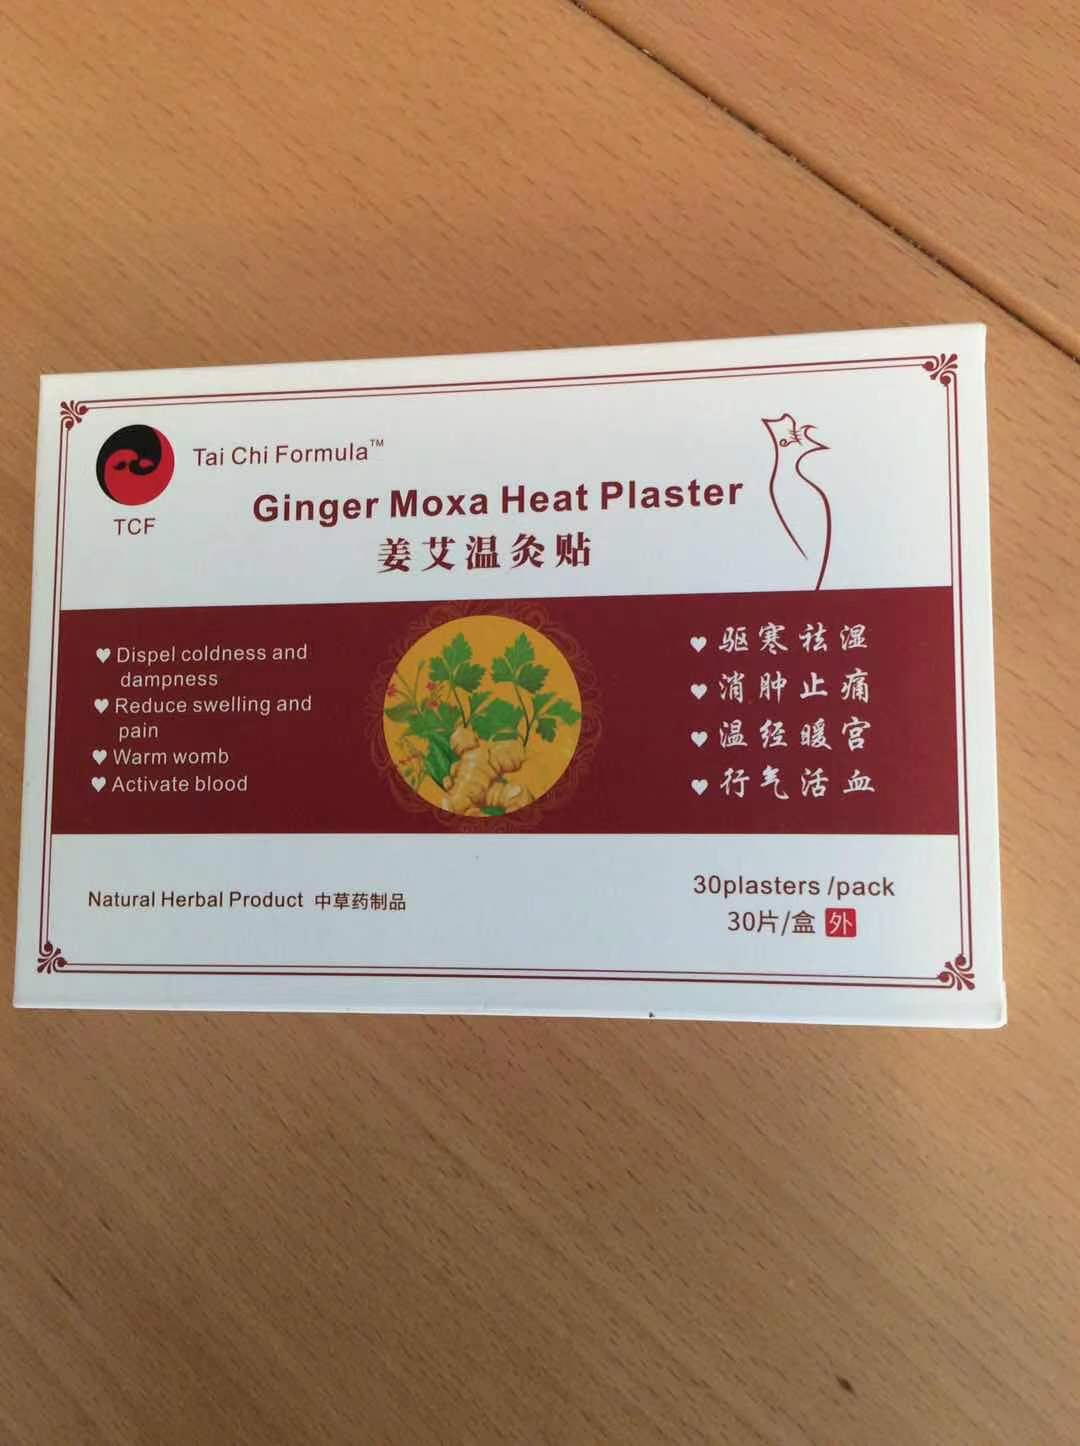 Tai Chi Formula™
TCF
Ginger Moxa Heat Plaster
姜艾温灸贴
Dispel coldness and
dampness
Reduce swelling and
pain
Warm womb
Activate blood
驱寒祛湿
消肿止痛
温经暖宫
行气活血
Natural Herbal Product 中草药制品
30plasters /pack
30片/盒 外